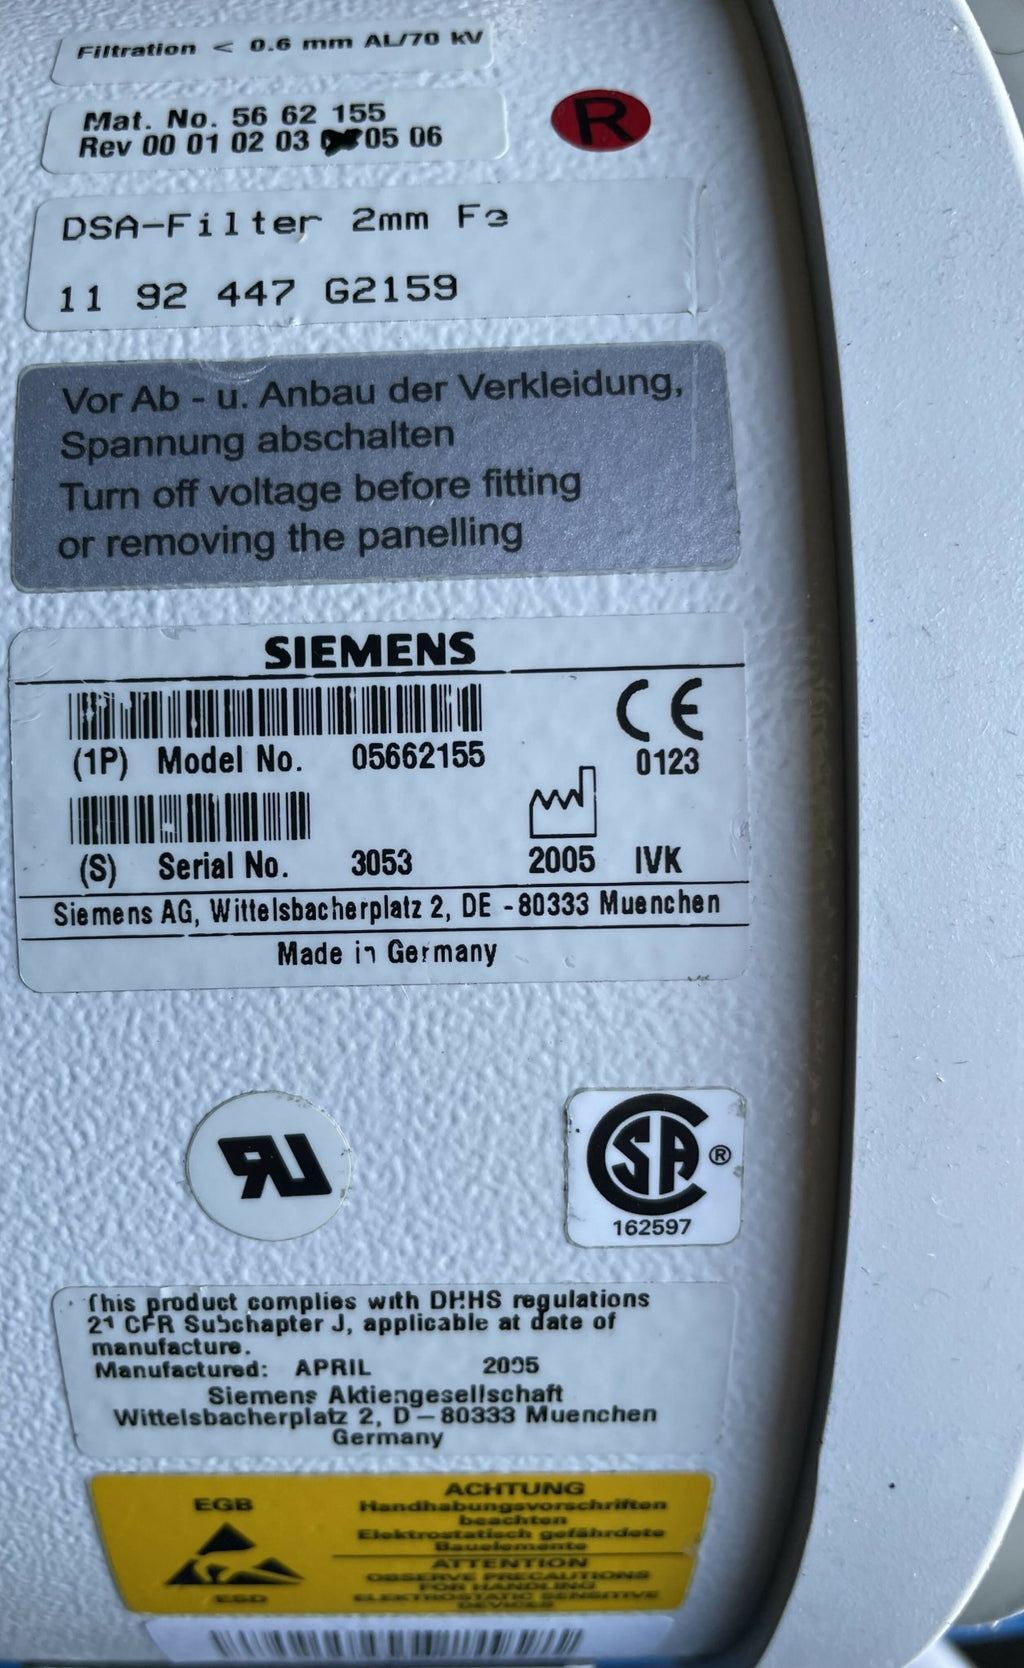 Filtration < 0.6 mm AL/70 kV
Mat. No. 56 62 155
Rev 00 01 02 03 05 06
R
DSA-Filter 2mm F3
11 92 447 G2159
Vor Ab - u. Anbau der Verkleidung,
Spannung abschalten
Turn off voltage before fitting
or removing the panelling
SIEMENS
CE
(1P) Model No. 05662155
0123
(S) Serial No. 3053
2005 IVK
Siemens AG, Wittelsbacherplatz 2, DE - 80333 Muenchen
Made in Germany
RU
CSA ®
162597
This product complies with DHHS regulations
21 CFR Subchapter J, applicable at date of
manufacture.
Manufactured: APRIL 2005
Siemens Aktiengesellschaft
Wittelsbacherplatz 2, D – 80333 Muenchen
Germany
EGB
ACHTUNG
Handhabungsvorschriften
beachten
Elektrostatisch gefährdete
Bauelemente
ATTENTION
OBSERVE PRECAUTIONS
FOR HANDLING
ELEKTROSTATIC SENSITIVE
DEVICES
ESD